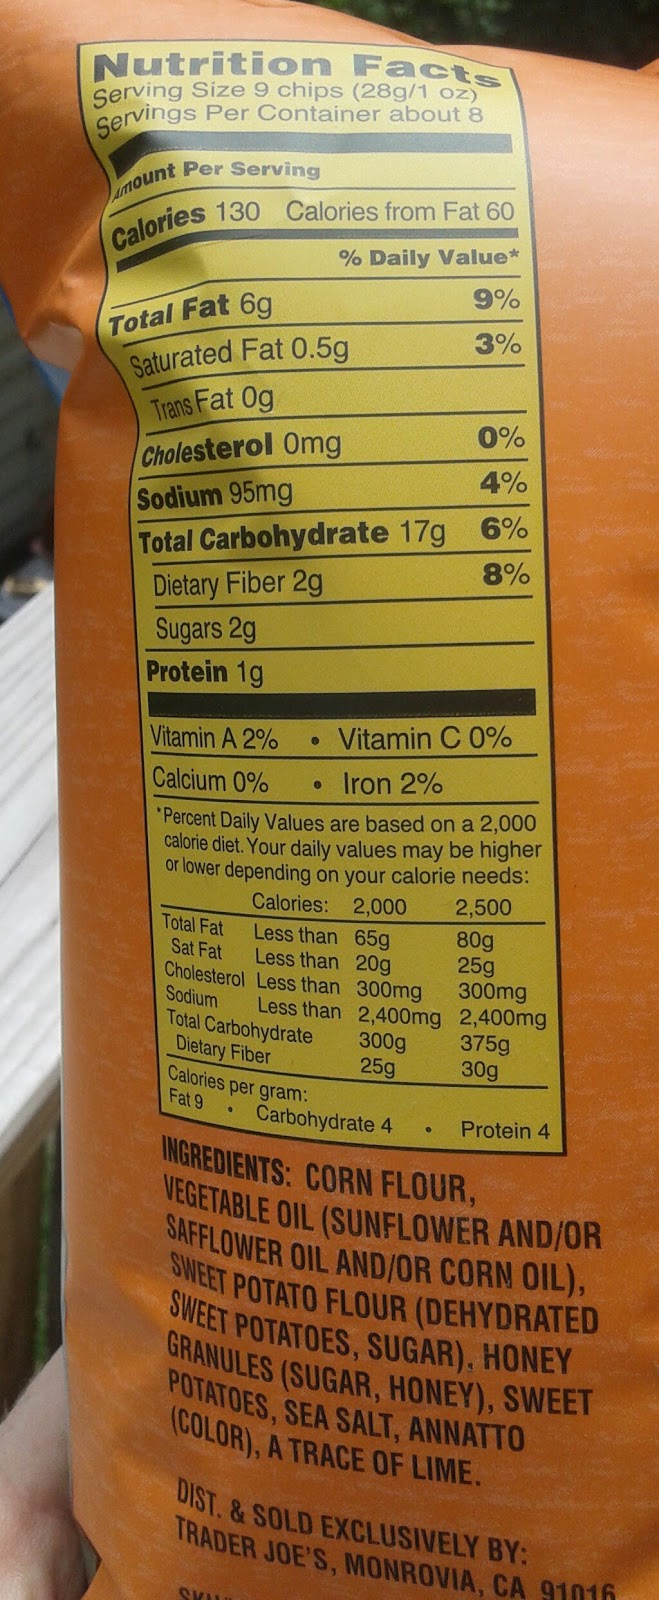 Nutrition Facts
Serving Size 9 chips (28g/1 oz)
Servings Per Container about 8
Amount Per Serving
Calories 130 Calories from Fat 60
% Daily Value*
Total Fat 6g 9%
Saturated Fat 0.5g 3%
Trans Fat 0g
Cholesterol 0mg 0%
Sodium 95mg 4%
Total Carbohydrate 17g 6%
Dietary Fiber 2g 8%
Sugars 2g
Protein 1g
Vitamin A 2% • Vitamin C 0%
Calcium 0% • Iron 2%
*Percent Daily Values are based on a 2,000
calorie diet. Your daily values may be higher
or lower depending on your calorie needs:
Calories: 2,000 2,500
Total Fat Less than 65g 80g
Sat Fat Less than 20g 25g
Cholesterol Less than 300mg 300mg
Sodium Less than 2,400mg 2,400mg
Total Carbohydrate 300g 375g
Dietary Fiber 25g 30g
Calories per gram:
Fat 9 • Carbohydrate 4 • Protein 4
INGREDIENTS: CORN FLOUR,
VEGETABLE OIL (SUNFLOWER AND/OR
SAFFLOWER OIL AND/OR CORN OIL),
SWEET POTATO FLOUR (DEHYDRATED
SWEET POTATOES, SUGAR), HONEY
GRANULES (SUGAR, HONEY), SWEET
POTATOES, SEA SALT, ANNATTO
(COLOR), A TRACE OF LIME.
DIST. & SOLD EXCLUSIVELY BY:
TRADER JOE'S, MONROVIA, CA 91016